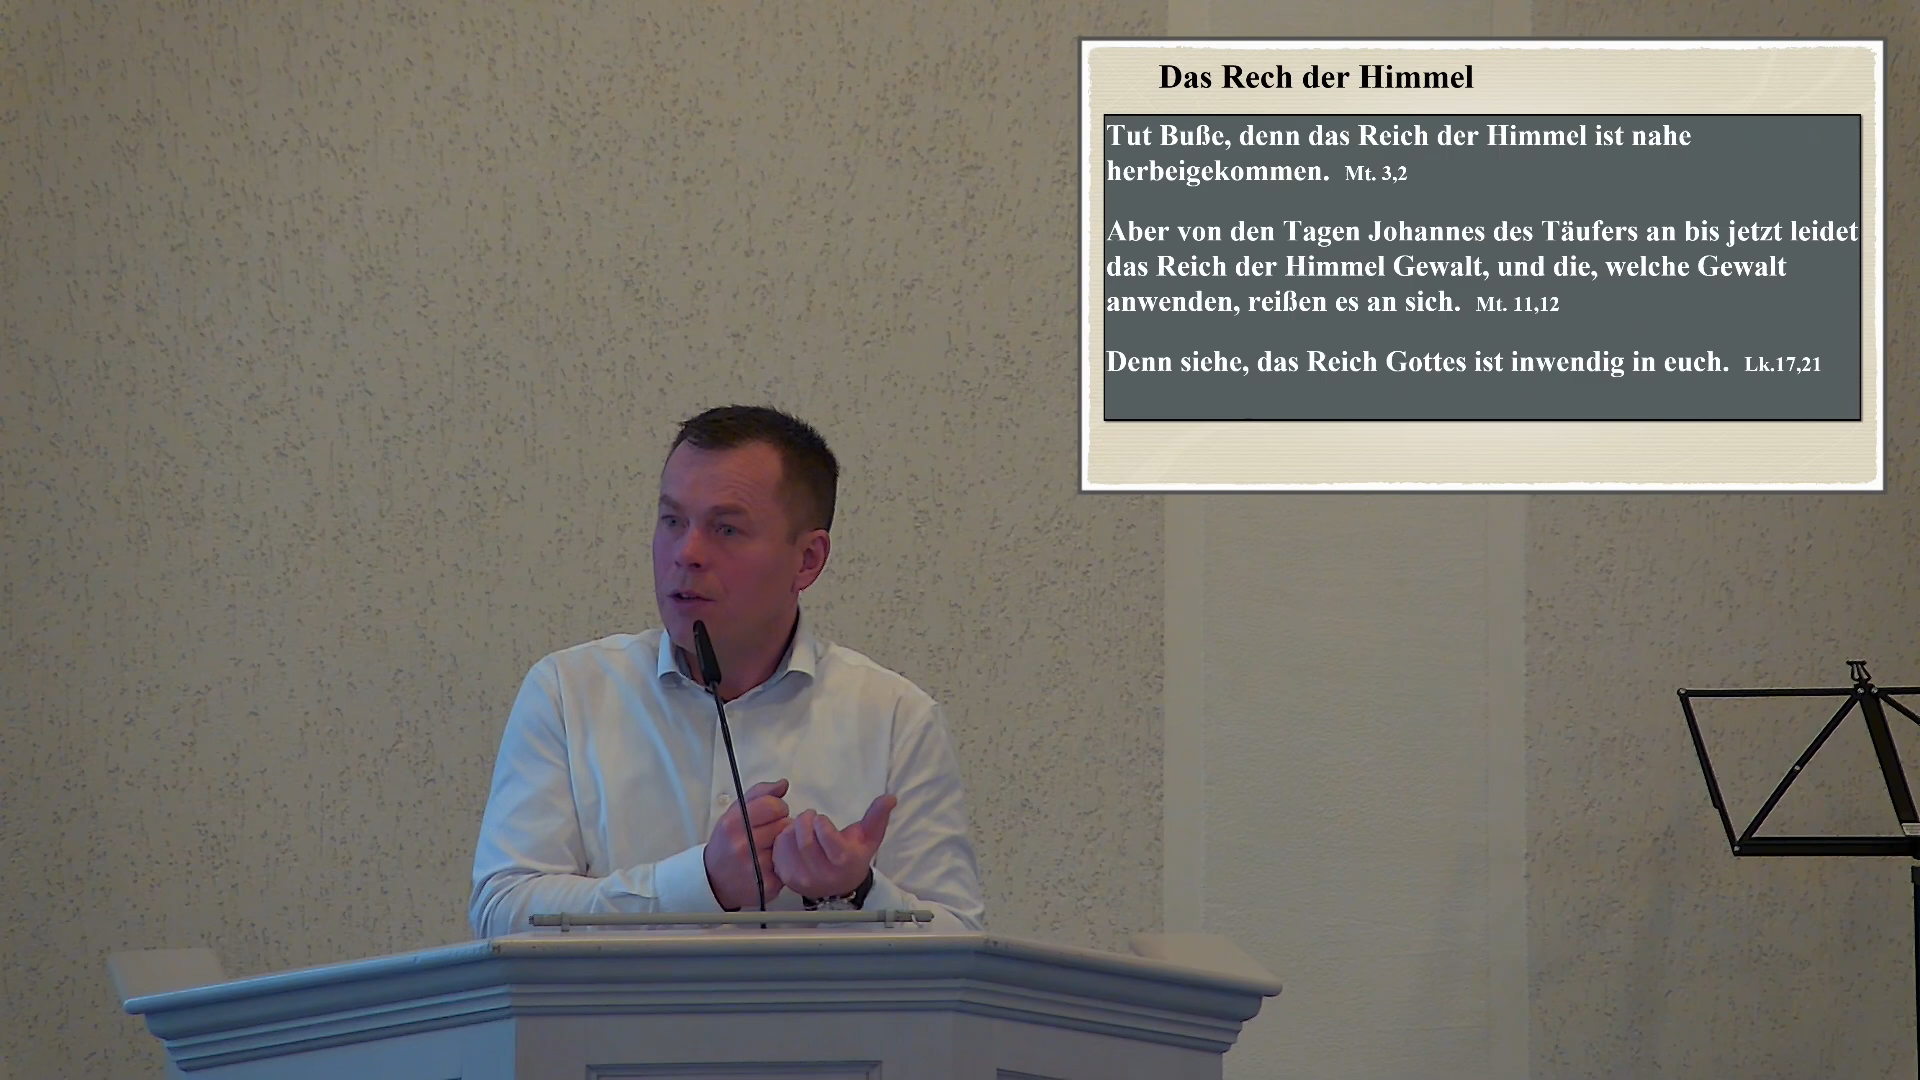 Das Rech der Himmel
Tut Buße, denn das Reich der Himmel ist nahe
herbeigekommen. Mt. 3,2
Aber von den Tagen Johannes des Täufers an bis jetzt leidet
das Reich der Himmel Gewalt, und die, welche Gewalt
anwenden, reißen es an sich. Mt. 11,12
Denn siehe, das Reich Gottes ist inwendig in euch. Lk.17,21